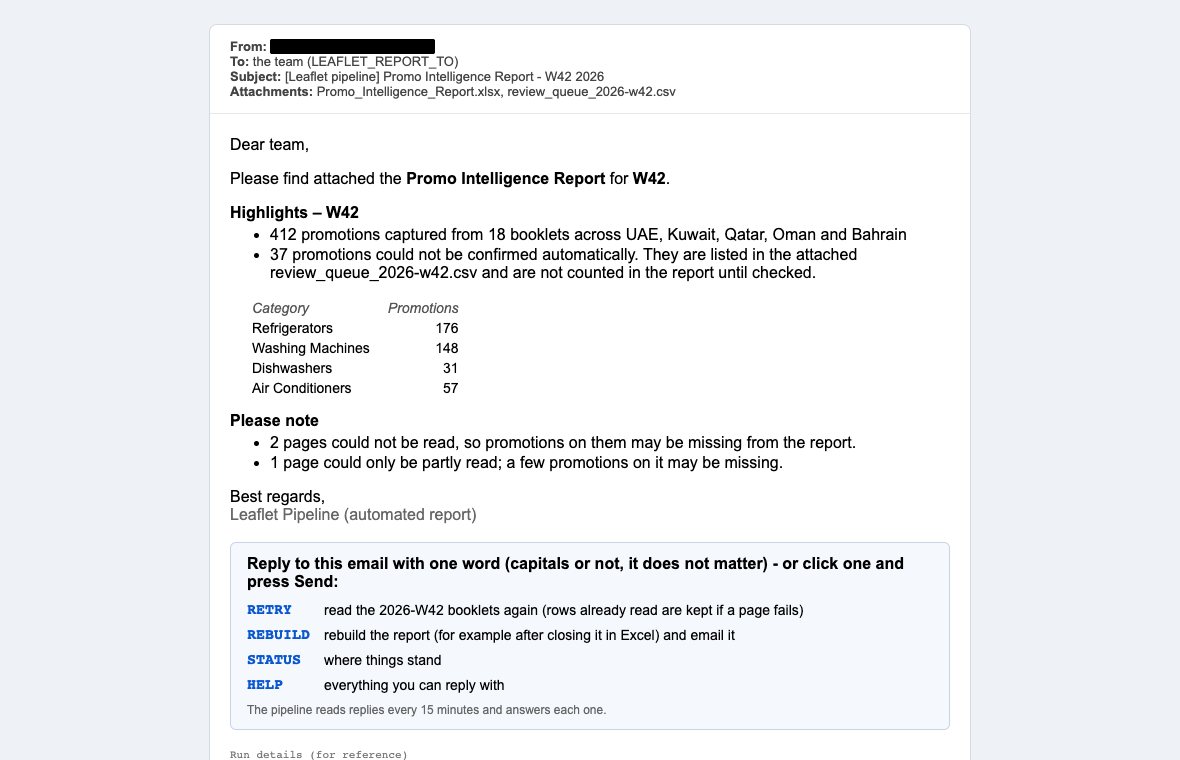 From:
To: the team (LEAFLET_REPORT_TO)
Subject: [Leaflet pipeline] Promo Intelligence Report - W42 2026
Attachments: Promo_Intelligence_Report.xlsx, review_queue_2026-w42.csv
Dear team,
Please find attached the Promo Intelligence Report for W42.
Highlights – W42
• 412 promotions captured from 18 booklets across UAE, Kuwait, Qatar, Oman and Bahrain
• 37 promotions could not be confirmed automatically. They are listed in the attached
review_queue_2026-w42.csv and are not counted in the report until checked.
Category Promotions
Refrigerators 176
Washing Machines 148
Dishwashers 31
Air Conditioners 57
Please note
• 2 pages could not be read, so promotions on them may be missing from the report.
• 1 page could only be partly read; a few promotions on it may be missing.
Best regards,
Leaflet Pipeline (automated report)
Reply to this email with one word (capitals or not, it does not matter) - or click one and
press Send:
RETRY read the 2026-W42 booklets again (rows already read are kept if a page fails)
REBUILD rebuild the report (for example after closing it in Excel) and email it
STATUS where things stand
HELP everything you can reply with
The pipeline reads replies every 15 minutes and answers each one.
Run details (for reference)